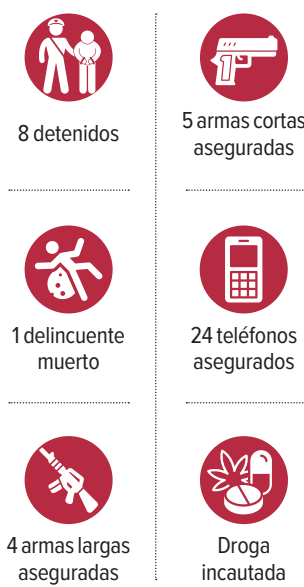 8 detenidos
5 armas cortas
aseguradas
1 delincuente
muerto
24 teléfonos
asegurados
4 armas largas
aseguradas
Droga
incautada